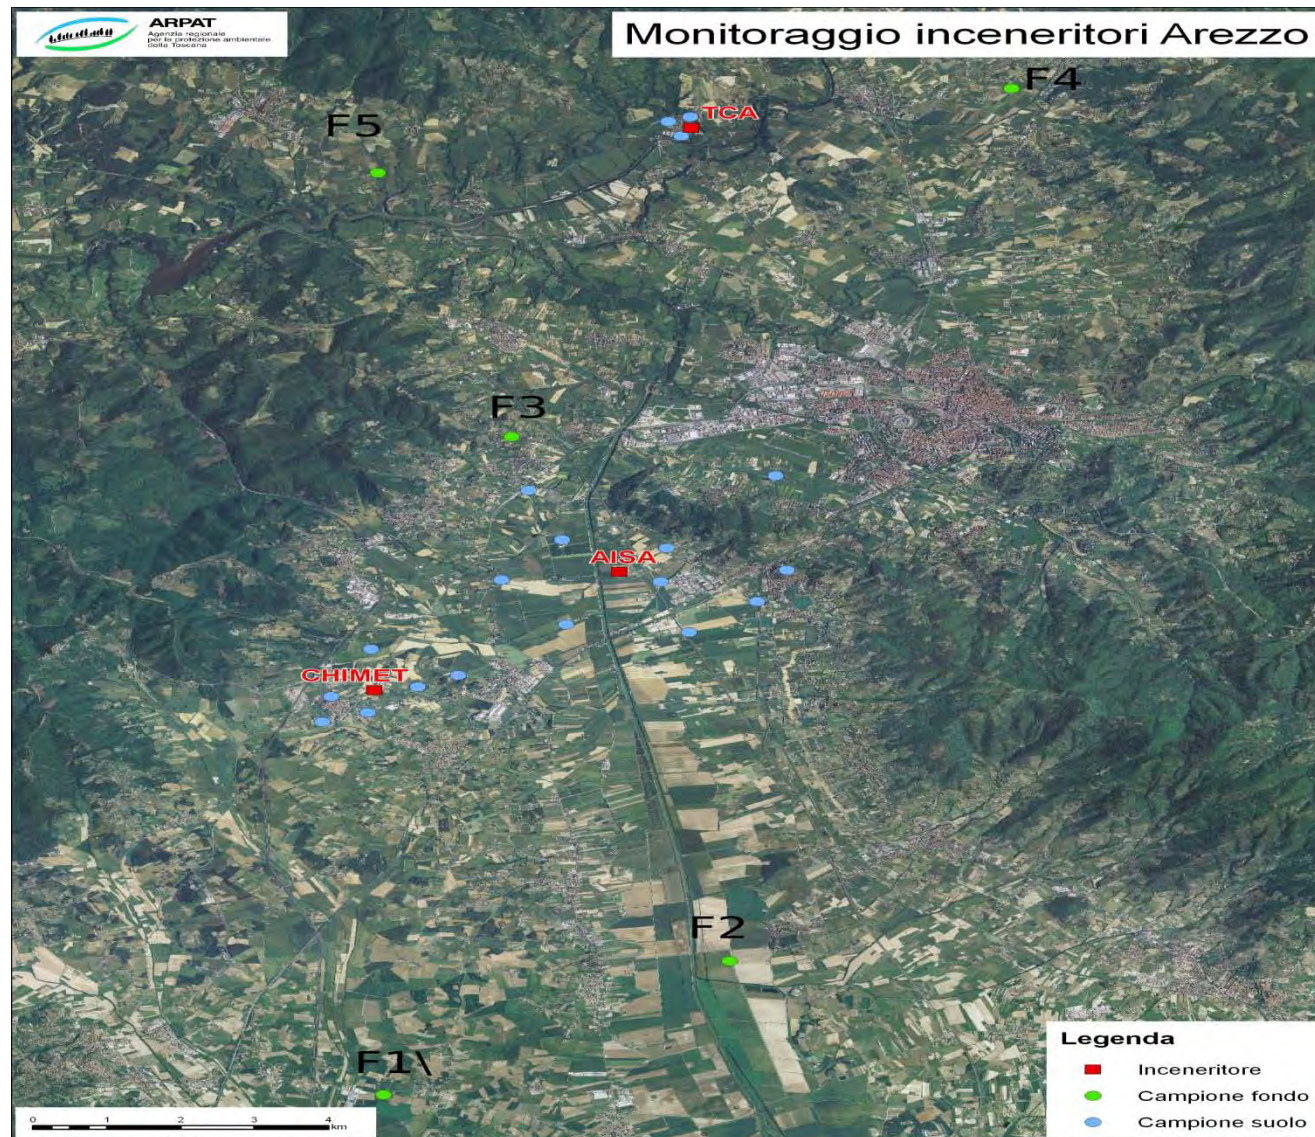 ARPAT
Agenzia regionale
per la protezione ambientale
della Toscana
Monitoraggio inceneritori Arezzo
F4
TCA
F5
F3
AISA
CHIMET
F2
F1\
Legenda
Inceneritore
Campione fondo
Campione suolo
0 1 2 3 4
km